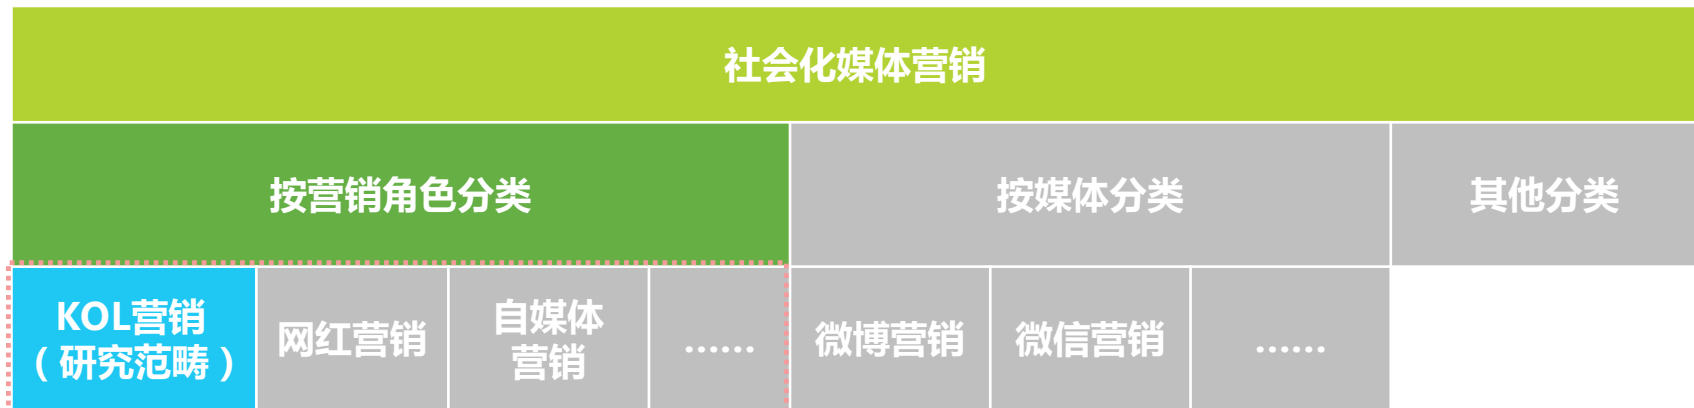 社会化媒体营销
按营销角色分类
按媒体分类
其他分类
KOL营销
（研究范畴）
网红营销
自媒体
营销
……
微博营销
微信营销
……